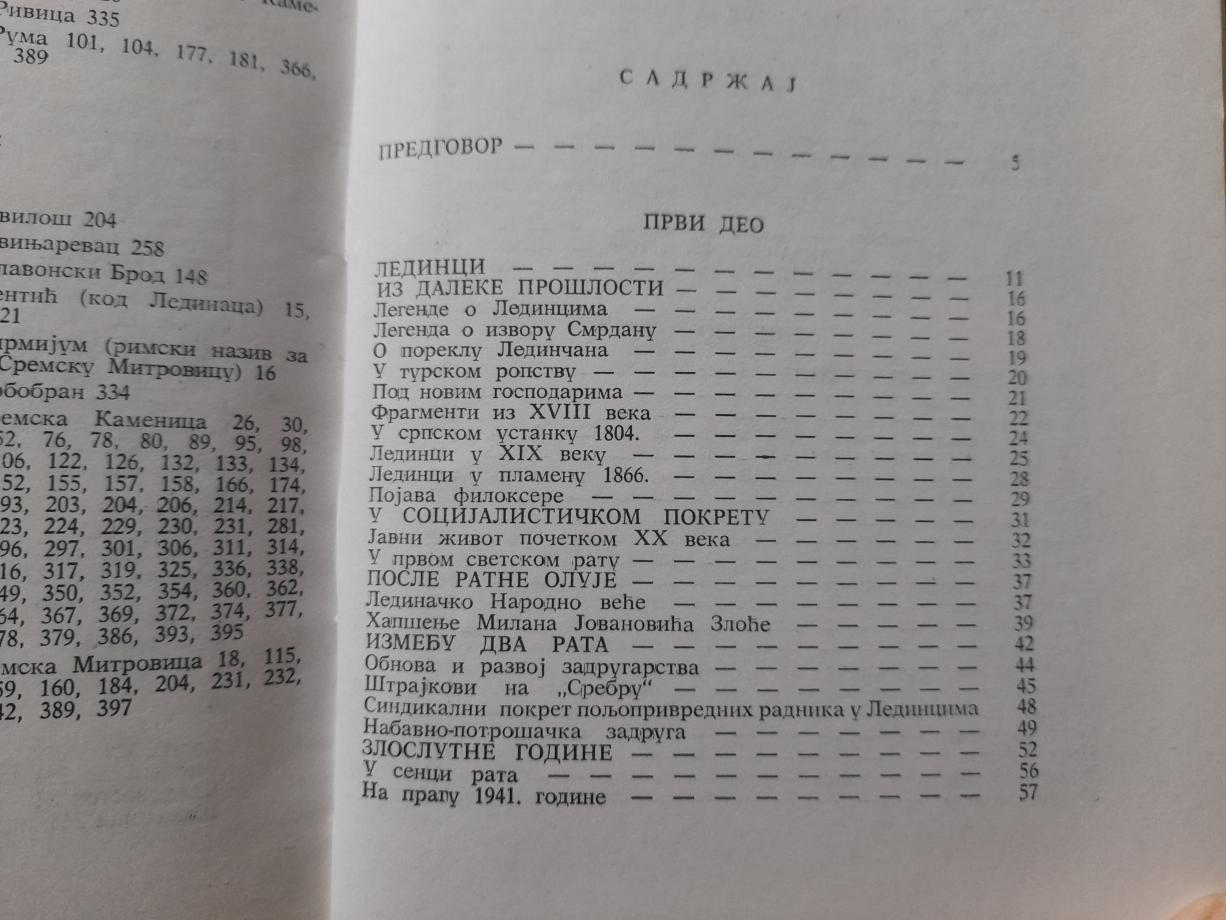 Ривица 335
Рума 101, 104, 177, 181, 366,
389
вилош 204
вињаревац 258
лавонски Брод 148
ентић (код Лединаца) 15,
21
ирмијум (римски назив за
Сремску Митровицу) 16
рбобран 334
ремска Каменица 26, 30,
52, 76, 78, 80, 89, 95, 98,
06, 122, 126, 132, 133, 134,
52, 155, 157, 158, 166, 174,
93, 203, 204, 206, 214, 217,
23, 224, 229, 230, 231, 281,
96, 297, 301, 306, 311, 314,
16, 317, 319, 325, 336, 338,
49, 350, 352, 354, 360, 362,
64, 367, 369, 372, 374, 377,
78, 379, 386, 393, 395
емска Митровица 18, 115,
59, 160, 184, 204, 231, 232,
42, 389, 397
САДРЖАЈ
ПРЕДГОВОР — — — — — — — — — — — — 5
ПРВИ ДЕО
ЛЕДИНЦИ — — — — — — — — — — — — 11
ИЗ ДАЛЕКЕ ПРОШЛОСТИ — — — — — — — — 16
Легенде о Лединцима — — — — — — — — 16
Легенда о извору Смрдану — — — — — — — — 18
О пореклу Лединчана — — — — — — — — — 19
У турском ропству — — — — — — — — — — 20
Под новим господарима — — — — — — — — — 21
Фрагменти из XVIII века — — — — — — — — 22
У српском устанку 1804. — — — — — — — — 24
Лединци у XIX веку — — — — — — — — — 25
Лединци у пламену 1866. — — — — — — — — 28
Појава филоксере — — — — — — — — — — 29
У СОЦИЈАЛИСТИЧКОМ ПОКРЕТУ — — — — — 31
Јавни живот почетком XX века — — — — — — 32
У првом светском рату — — — — — — — — — 33
ПОСЛЕ РАТНЕ ОЛУЈЕ — — — — — — — — — 37
Лединачко Народно веће — — — — — — — — 37
Хапшење Милана Јовановића Злоће — — — — — 39
ИЗМЕЂУ ДВА РАТА — — — — — — — — — 42
Обнова и развој задругарства — — — — — — — 44
Штрајкови на „Сребру“ — — — — — — — — 45
Синдикални покрет пољопривредних радника у Лединцима 48
Набавно-потрошачка задруга — — — — — — — 49
ЗЛОСЛУТНЕ ГОДИНЕ — — — — — — — — — 52
У сенци рата — — — — — — — — — — — 56
На прагу 1941. године — — — — — — — — — 57